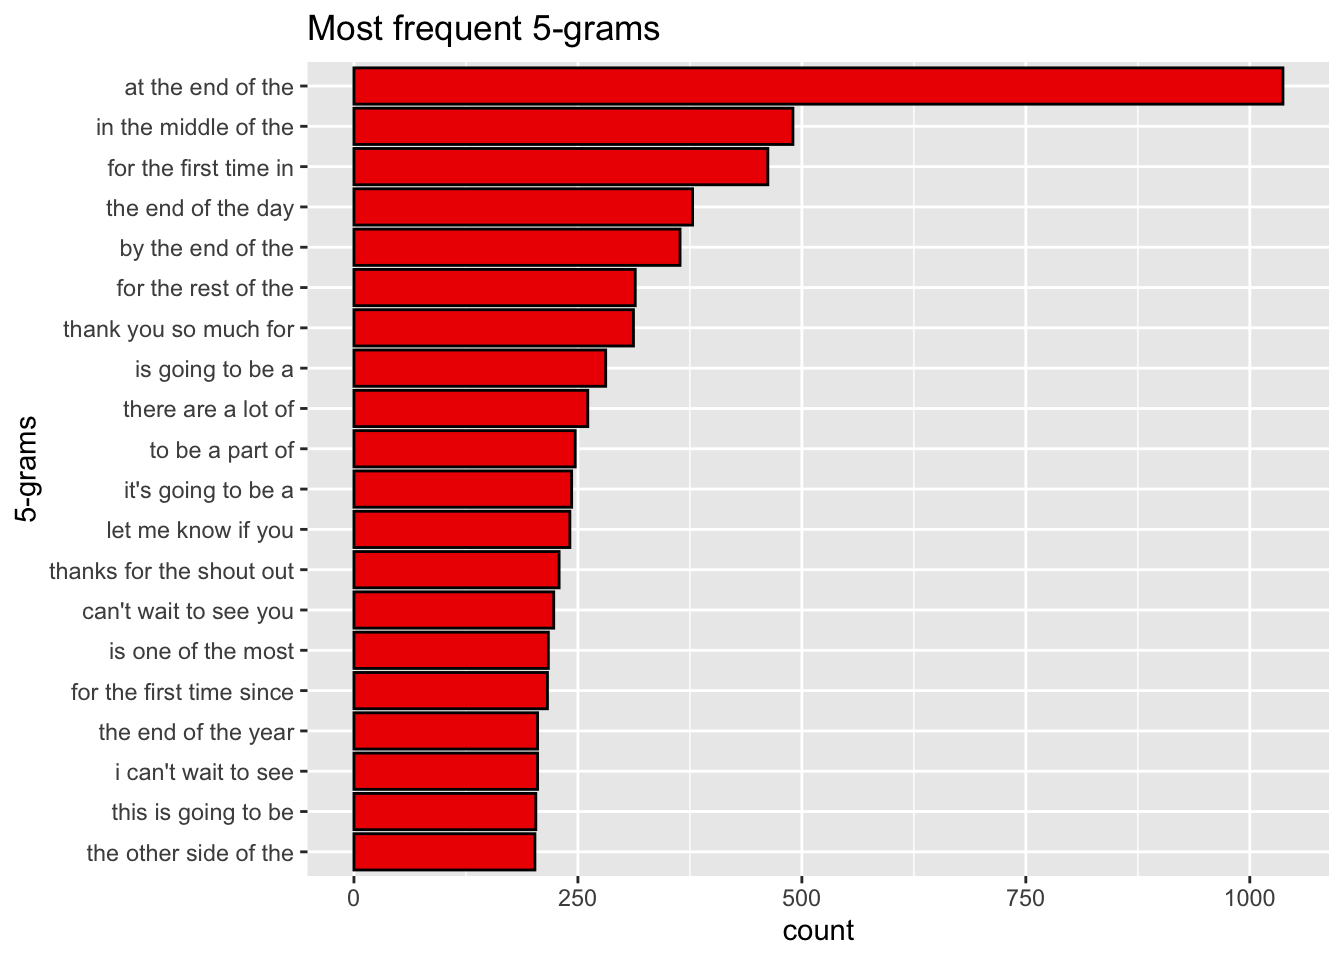 Most frequent 5-grams
at the end of the
in the middle of the
for the first time in
the end of the day
by the end of the
for the rest of the
thank you so much for
is going to be a
there are a lot of
to be a part of
it's going to be a
let me know if you
thanks for the shout out
can't wait to see you
is one of the most
for the first time since
the end of the year
i can't wait to see
this is going to be
the other side of the
5-grams
0 250 500 750 1000
count